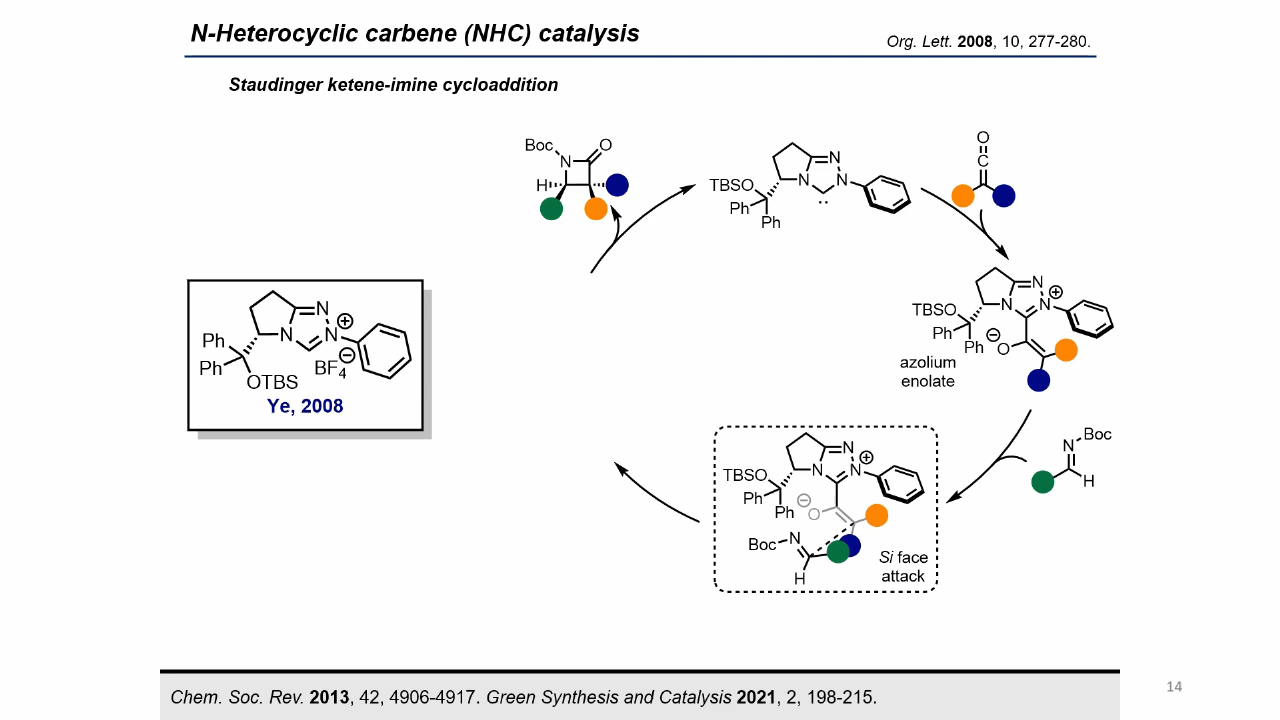 N-Heterocyclic carbene (NHC) catalysis
Org. Lett. 2008, 10, 277-280.
Staudinger ketene-imine cycloaddition
Boc
N
O
H
TBSO
Ph
Ph
N
N
N
··
O
C
TBSO
Ph
Ph
N
N
N
⊕
⊖
O
azolium
enolate
Ph
Ph
OTBS
N
N
N
⊕
⊖
BF4
Ye, 2008
N
Boc
H
TBSO
Ph
Ph
N
N
N
⊕
⊖
O
Boc
N
H
Si face
attack
Chem. Soc. Rev. 2013, 42, 4906-4917. Green Synthesis and Catalysis 2021, 2, 198-215.
14